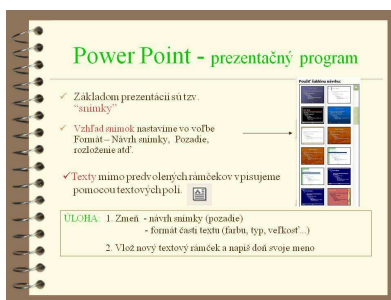 Power Point - prezentačný program
Základom prezentácií sú tzv.
"snímky"
Vzhľad snímok nastavíme vo voľbe
Formát – Návrh snímky, Pozadie,
rozloženie atď.
Texty mimo predvolených rámčekov vpisujeme
pomocou textových polí.
ÚLOHA: 1. Zmeň - návrh snímky (pozadie)
- formát časti textu (farbu, typ, veľkosť...)
2. Vlož nový textový rámček a napíš doň svoje meno